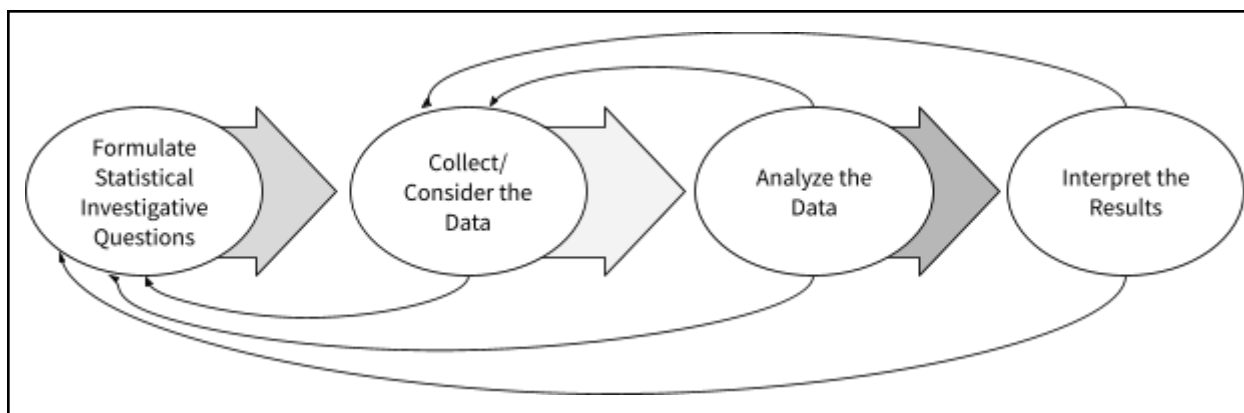 Formulate
Statistical
Investigative
Questions
Collect/
Consider the
Data
Analyze the
Data
Interpret the
Results